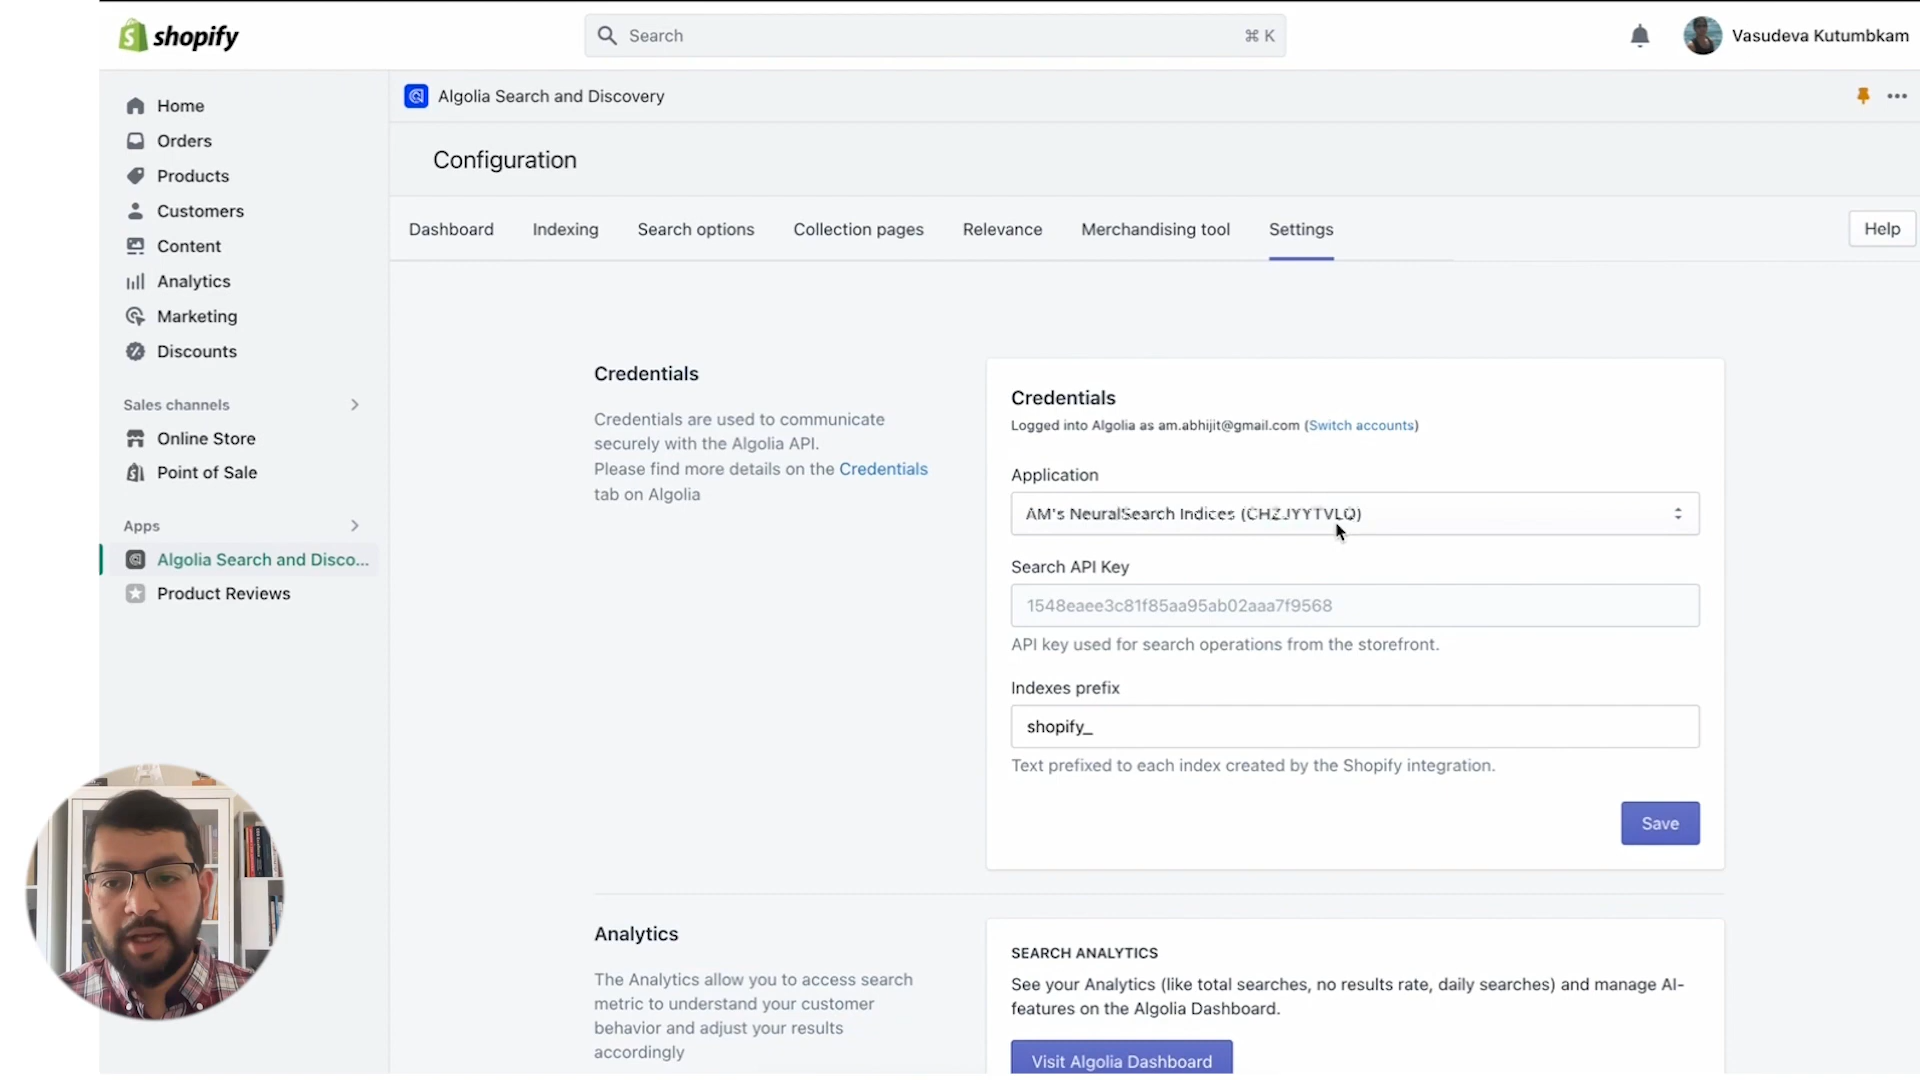 shopify
Search
⌘ K
Vasudeva Kutumbkam
Home
Orders
Products
Customers
Content
Analytics
Marketing
Discounts
Sales channels
Online Store
Point of Sale
Apps
Algolia Search and Disco...
Product Reviews
Algolia Search and Discovery
Configuration
Dashboard
Indexing
Search options
Collection pages
Relevance
Merchandising tool
Settings
Help
Credentials
Credentials are used to communicate
securely with the Algolia API.
Please find more details on the Credentials
tab on Algolia
Credentials
Logged into Algolia as am.abhijit@gmail.com (Switch accounts)
Application
AM's NeuralSearch Indices (CHZJYYTVLQ)
Search API Key
1548eaee3c81f85aa95ab02aaa7f9568
API key used for search operations from the storefront.
Indexes prefix
shopify_
Text prefixed to each index created by the Shopify integration.
Save
Analytics
The Analytics allow you to access search
metric to understand your customer
behavior and adjust your results
accordingly
SEARCH ANALYTICS
See your Analytics (like total searches, no results rate, daily searches) and manage AI-
features on the Algolia Dashboard.
Visit Algolia Dashboard